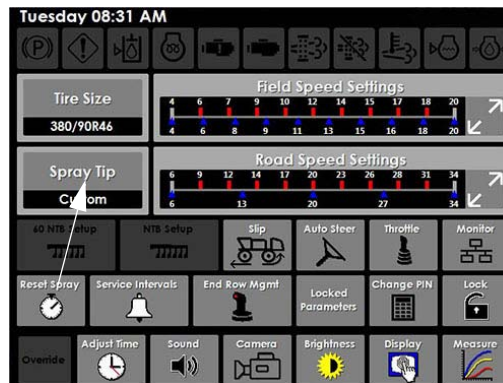 Tuesday 08:31 AM
Tire Size
380/90R46
Field Speed Settings
4 6 7 9 10 12 14 15 17 18 20
4 6 8 9 11 13 15 16 18 20
Spray Tip
Custom
Road Speed Settings
6 9 12 14 17 20 23 26 28 31 34
6 13 20 27 34
60 NTB Setup
NTB Setup
Slip
Auto Steer
Throttle
Monitor
Reset Spray
Service Intervals
End Row Mgmt
Locked
Parameters
Change PIN
Lock
Override
Adjust Time
Sound
Camera
Brightness
Display
Measure